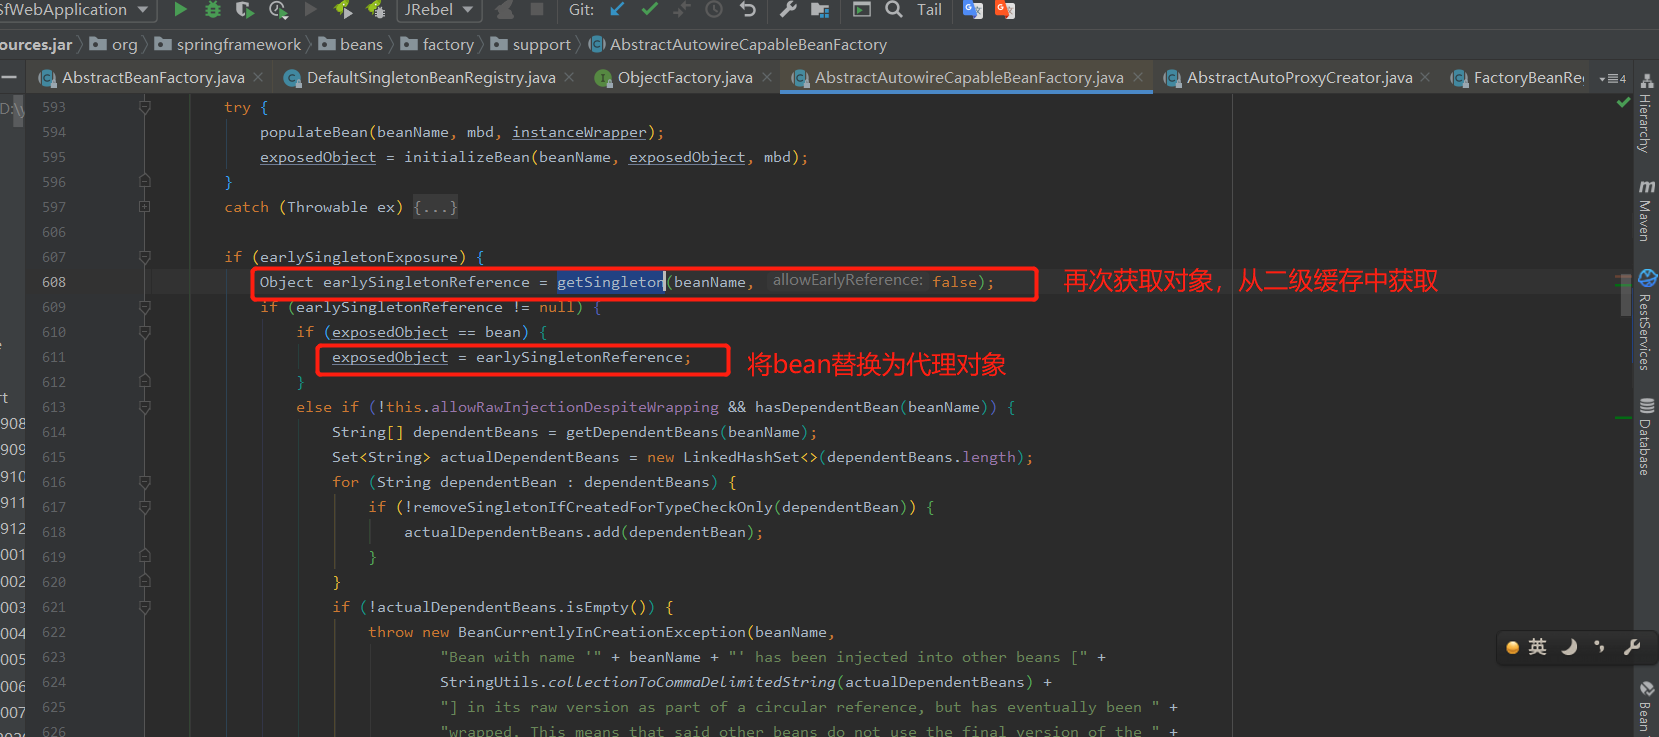 sfWebApplication
JRebel
Git:
Tail
ources.jar
org
springframework
beans
factory
support
AbstractAutowireCapableBeanFactory
AbstractBeanFactory.java
DefaultSingletonBeanRegistry.java
ObjectFactory.java
AbstractAutowireCapableBeanFactory.java
AbstractAutoProxyCreator.java
FactoryBeanReg
4
593 try {
594 populateBean(beanName, mbd, instanceWrapper);
595 exposedObject = initializeBean(beanName, exposedObject, mbd);
596 }
597 catch (Throwable ex) {...}
606
607 if (earlySingletonExposure) {
608 Object earlySingletonReference = getSingleton(beanName, allowEarlyReference: false);
再次获取对象，从二级缓存中获取
609 if (earlySingletonReference != null) {
610 if (exposedObject == bean) {
611 exposedObject = earlySingletonReference;
将bean替换为代理对象
612 }
613 else if (!this.allowRawInjectionDespiteWrapping && hasDependentBean(beanName)) {
614 String[] dependentBeans = getDependentBeans(beanName);
615 Set<String> actualDependentBeans = new LinkedHashSet<>(dependentBeans.length);
616 for (String dependentBean : dependentBeans) {
617 if (!removeSingletonIfCreatedForTypeCheckOnly(dependentBean)) {
618 actualDependentBeans.add(dependentBean);
619 }
620 }
621 if (!actualDependentBeans.isEmpty()) {
622 throw new BeanCurrentlyInCreationException(beanName,
623 "Bean with name '" + beanName + "' has been injected into other beans [" +
624 StringUtils.collectionToCommaDelimitedString(actualDependentBeans) +
625 "] in its raw version as part of a circular reference, but has eventually been " +
626 "wrapped. This means that said other beans do not use the final version of the " +
D:\y
rt
908
909
910
911
912
001
002
003
004
005
006
007
Hierarchy
Maven
RestServices
Database
Bean
英